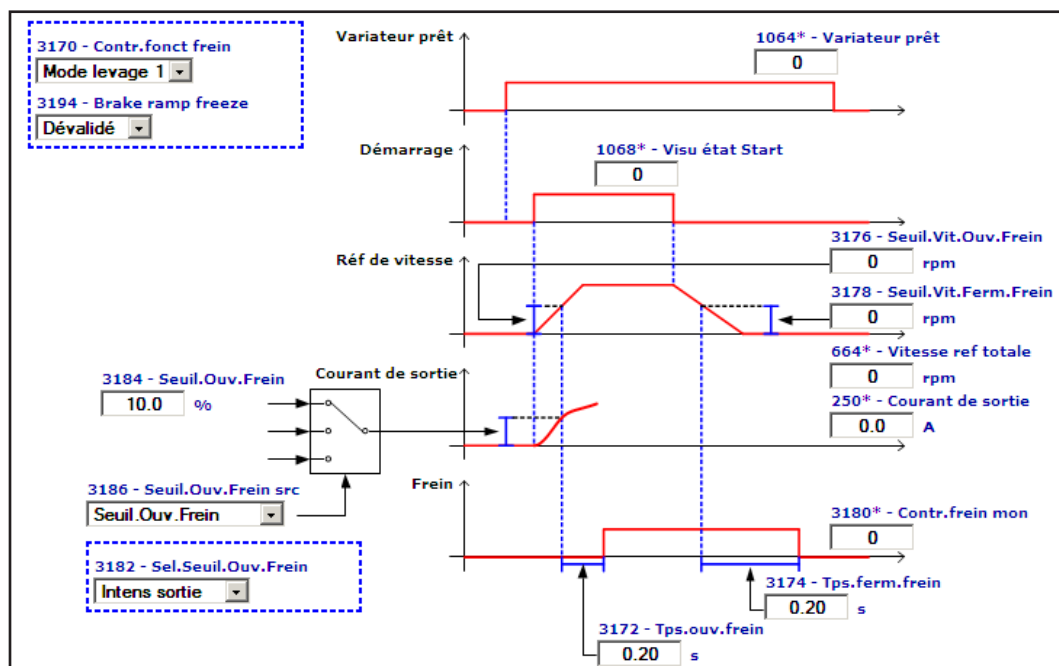 Variateur prêt
1064* - Variateur prêt
0
3170 - Contr.fonct frein
Mode levage 1
3194 - Brake ramp freeze
Dévalidé
Démarrage
1068* - Visu état Start
0
Réf de vitesse
3176 - Seuil.Vit.Ouv.Frein
0 rpm
3178 - Seuil.Vit.Ferm.Frein
0 rpm
664* - Vitesse ref totale
0 rpm
Courant de sortie
3184 - Seuil.Ouv.Frein
10.0 %
250* - Courant de sortie
0.0 A
3186 - Seuil.Ouv.Frein src
Seuil.Ouv.Frein
Frein
3180* - Contr.frein mon
0
3182 - Sel.Seuil.Ouv.Frein
Intens sortie
3174 - Tps.ferm.frein
0.20 s
3172 - Tps.ouv.frein
0.20 s